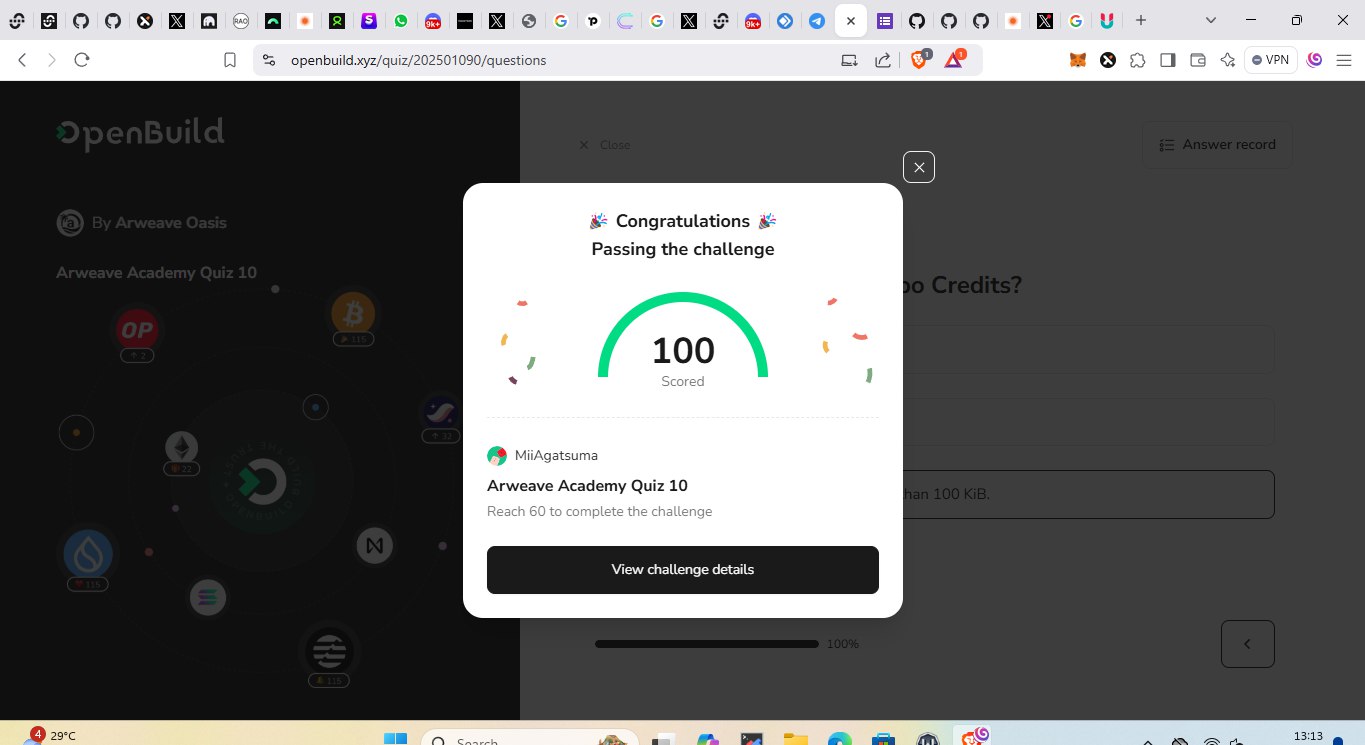 openbuild.xyz/quiz/202501090/questions
VPN
OpenBuild
By Arweave Oasis
Arweave Academy Quiz 10
OP
2
115
22
32
115
115
Close
Answer record
Congratulations
Passing the challenge
100
Scored
MiiAgatsuma
Arweave Academy Quiz 10
Reach 60 to complete the challenge
View challenge details
Credits?
than 100 KiB.
100%
4
29°C
Search
13:13